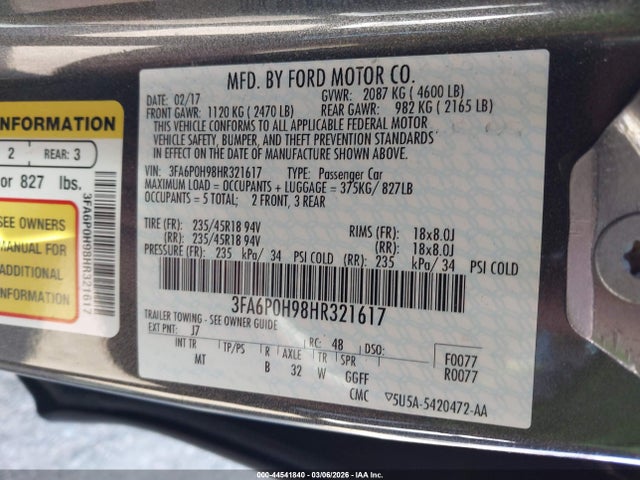 NFORMATION
2 REAR: 3
or 827 lbs.
SEE OWNERS
MANUAL FOR
ADDITIONAL
3FA6P0H98HR321617
MFD. BY FORD MOTOR CO.
DATE: 02/17 GVWR: 2087 KG ( 4600 LB)
FRONT GAWR: 1120 KG ( 2470 LB) REAR GAWR: 982 KG ( 2165 LB)
THIS VEHICLE CONFORMS TO ALL APPLICABLE FEDERAL MOTOR
VEHICLE SAFETY, BUMPER, AND THEFT PREVENTION STANDARDS
IN EFFECT ON THE DATE OF MANUFACTURE SHOWN ABOVE.
VIN: 3FA6P0H98HR321617 TYPE: Passenger Car
MAXIMUM LOAD = OCCUPANTS + LUGGAGE = 375KG/ 827LB
OCCUPANTS = 5 TOTAL; 2 FRONT, 3 REAR
TIRE (FR): 235/45R18 94V RIMS (FR): 18x8.0J
(RR): 235/45R18 94V (RR): 18x8.0J
PRESSURE (FR): 235 kPa/ 34 PSI COLD (RR): 235 kPa/ 34 PSI COLD
3FA6P0H98HR321617
TRAILER TOWING - SEE OWNER GUIDE
EXT PNT: J7 RC: 48 DSO: F0077
INT TR TP/PS R AXLE TR SPR R0077
MT B 32 W GGFF
CMC 5U5A-5420472-AA
000-44541840 | 03/06/2026 | IAA Inc.